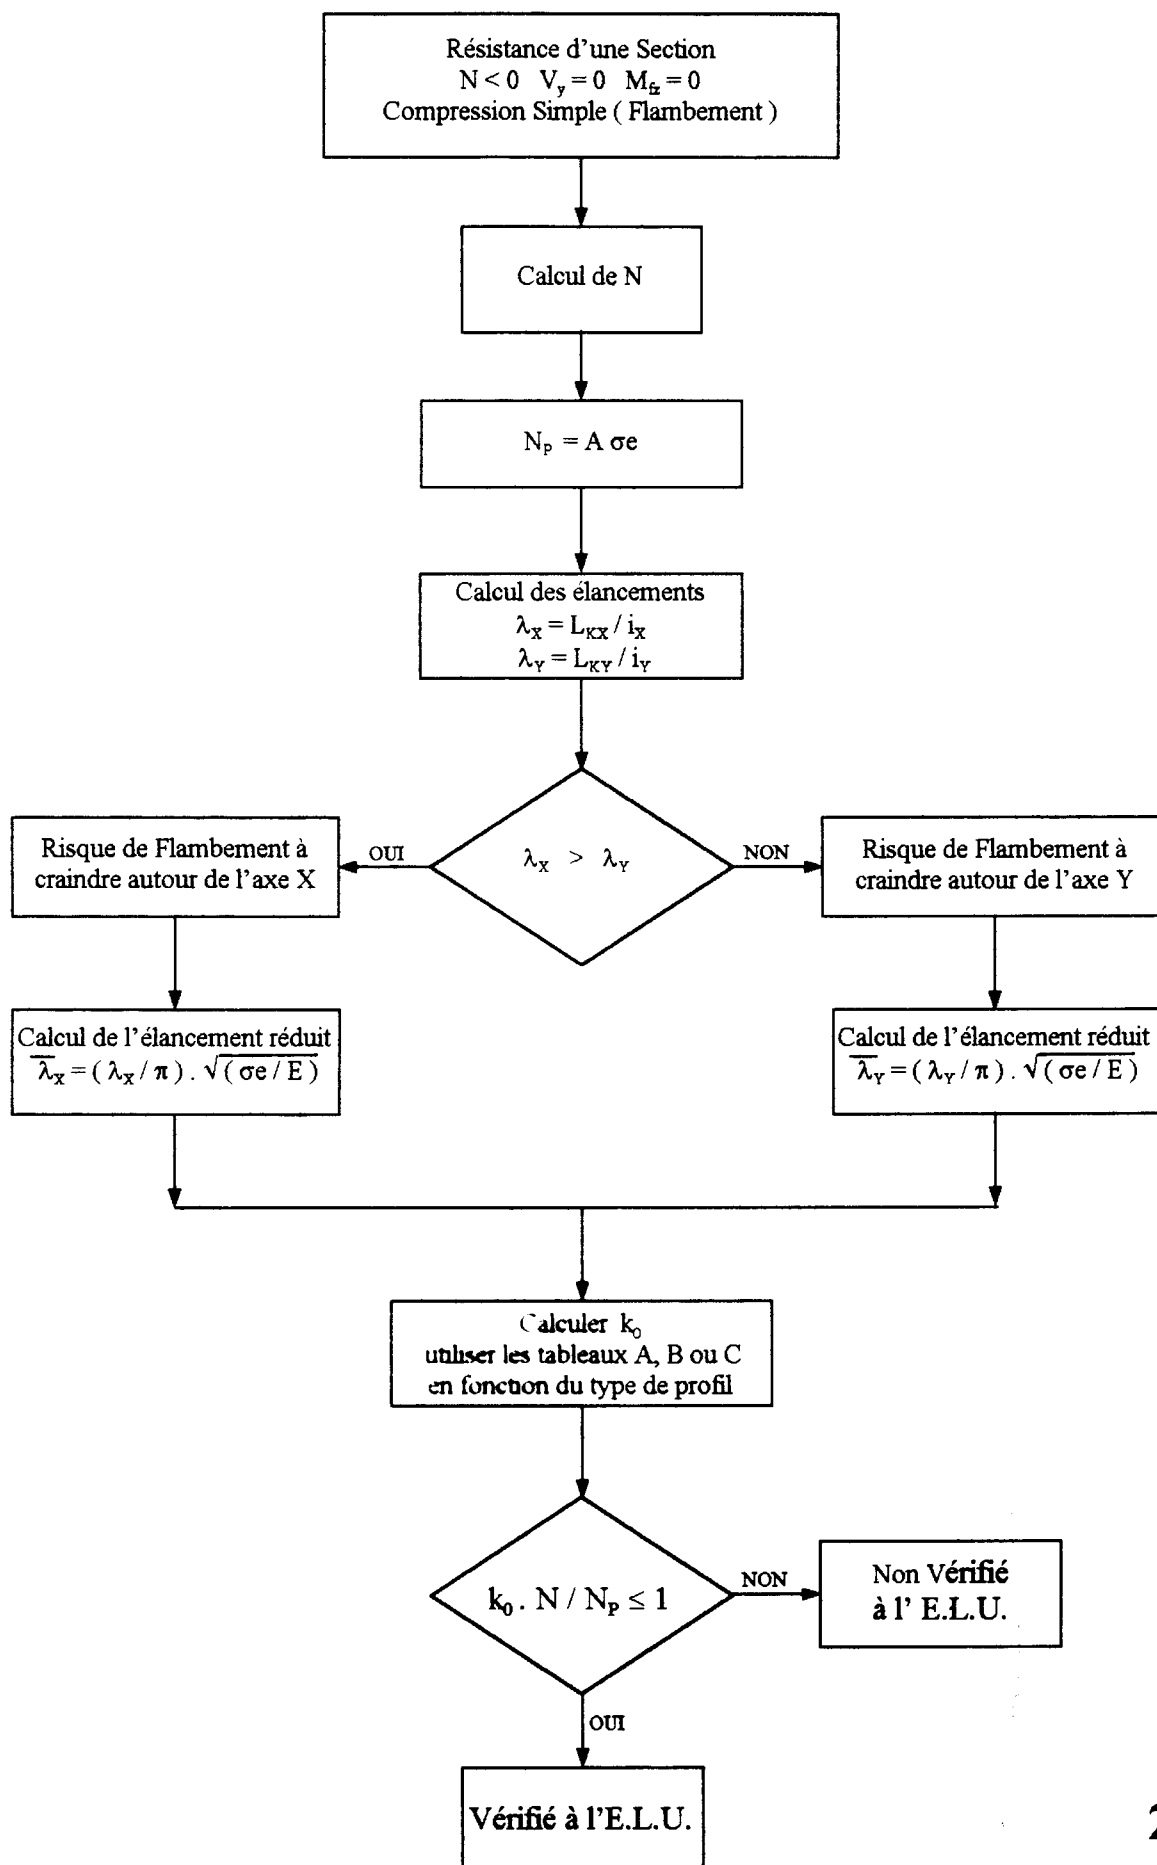 Résistance d'une Section
N < 0 V_y = 0 M_fz = 0
Compression Simple ( Flambement )
Calcul de N
N_P = A σe
Calcul des élancements
λ_X = L_KX / i_X
λ_Y = L_KY / i_Y
λ_X > λ_Y
OUI
NON
Risque de Flambement à
craindre autour de l'axe X
Risque de Flambement à
craindre autour de l'axe Y
Calcul de l'élancement réduit
λ̅_X = ( λ_X / π ) . √( σe / E )
Calcul de l'élancement réduit
λ̅_Y = ( λ_Y / π ) . √( σe / E )
Calculer k_0
utiliser les tableaux A, B ou C
en fonction du type de profil
k_0 . N / N_P ≤ 1
NON
Non Vérifié
à l' E.L.U.
OUI
Vérifié à l'E.L.U.
2